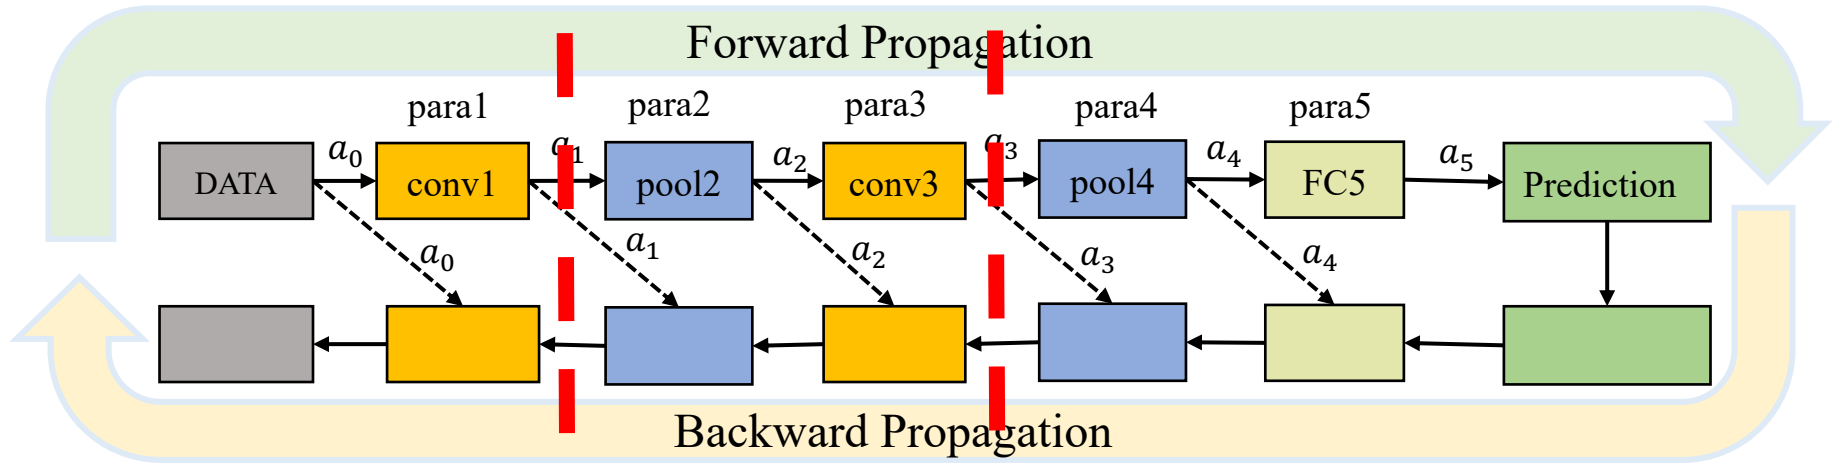 Forward Propagation
para1 para2 para3 para4 para5
a₀ a₁ a₂ a₃ a₄ a₅
DATA conv1 pool2 conv3 pool4 FC5 Prediction
a₀ a₁ a₂ a₃ a₄
Backward Propagation